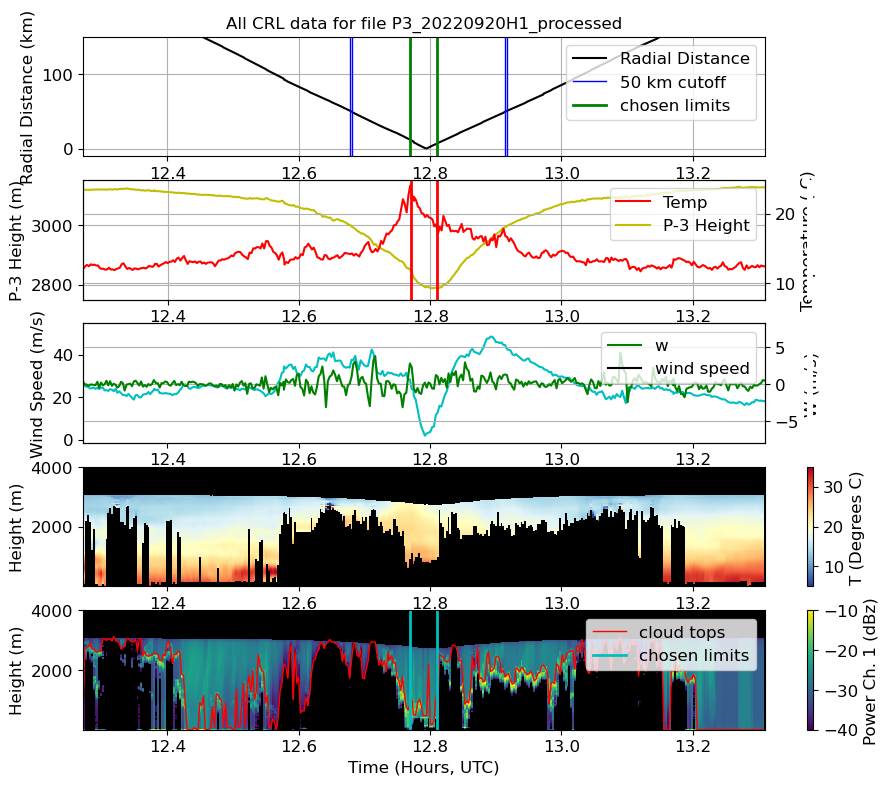 All CRL data for file P3_20220920H1_processed
Radial Distance (km)
100
0
Radial Distance
50 km cutoff
chosen limits
12.4 12.6 12.8 13.0 13.2
P-3 Height (m)
3000
2800
Temp
P-3 Height
20
10
12.4 12.6 12.8 13.0 13.2
Wind Speed (m/s)
40
20
0
w
wind speed
5
0
−5
12.4 12.6 12.8 13.0 13.2
Height (m)
4000
2000
30
20
10
T (Degrees C)
12.4 12.6 12.8 13.0 13.2
Height (m)
4000
2000
cloud tops
chosen limits
−10
−20
−30
−40
Power Ch. 1 (dBz)
12.4 12.6 12.8 13.0 13.2
Time (Hours, UTC)